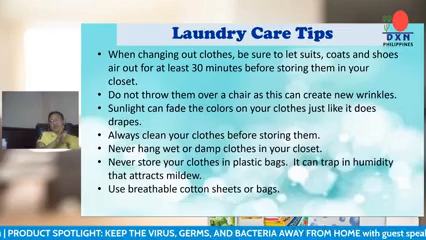 Laundry Care Tips
DXN
PHILIPPINES
• When changing out clothes, be sure to let suits, coats and shoes
air out for at least 30 minutes before storing them in your
closet.
• Do not throw them over a chair as this can create new wrinkles.
• Sunlight can fade the colors on your clothes just like it does
drapes.
• Always clean your clothes before storing them.
• Never hang wet or damp clothes in your closet.
• Never store your clothes in plastic bags.  It can trap in humidity
that attracts mildew.
• Use breathable cotton sheets or bags.
| PRODUCT SPOTLIGHT: KEEP THE VIRUS, GERMS, AND BACTERIA AWAY FROM HOME with guest speak